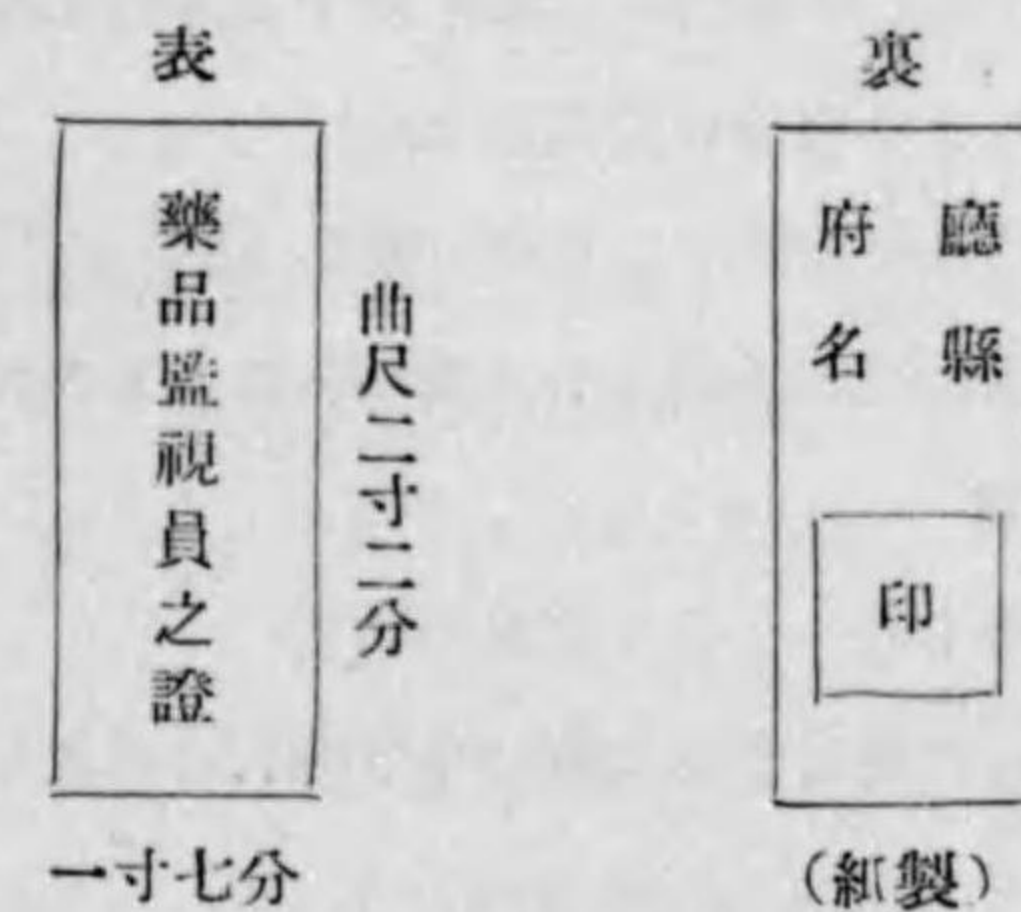 表
藥品監視員之證
曲尺二寸二分
一寸七分
裏
廳縣
府名
印
(紙製)